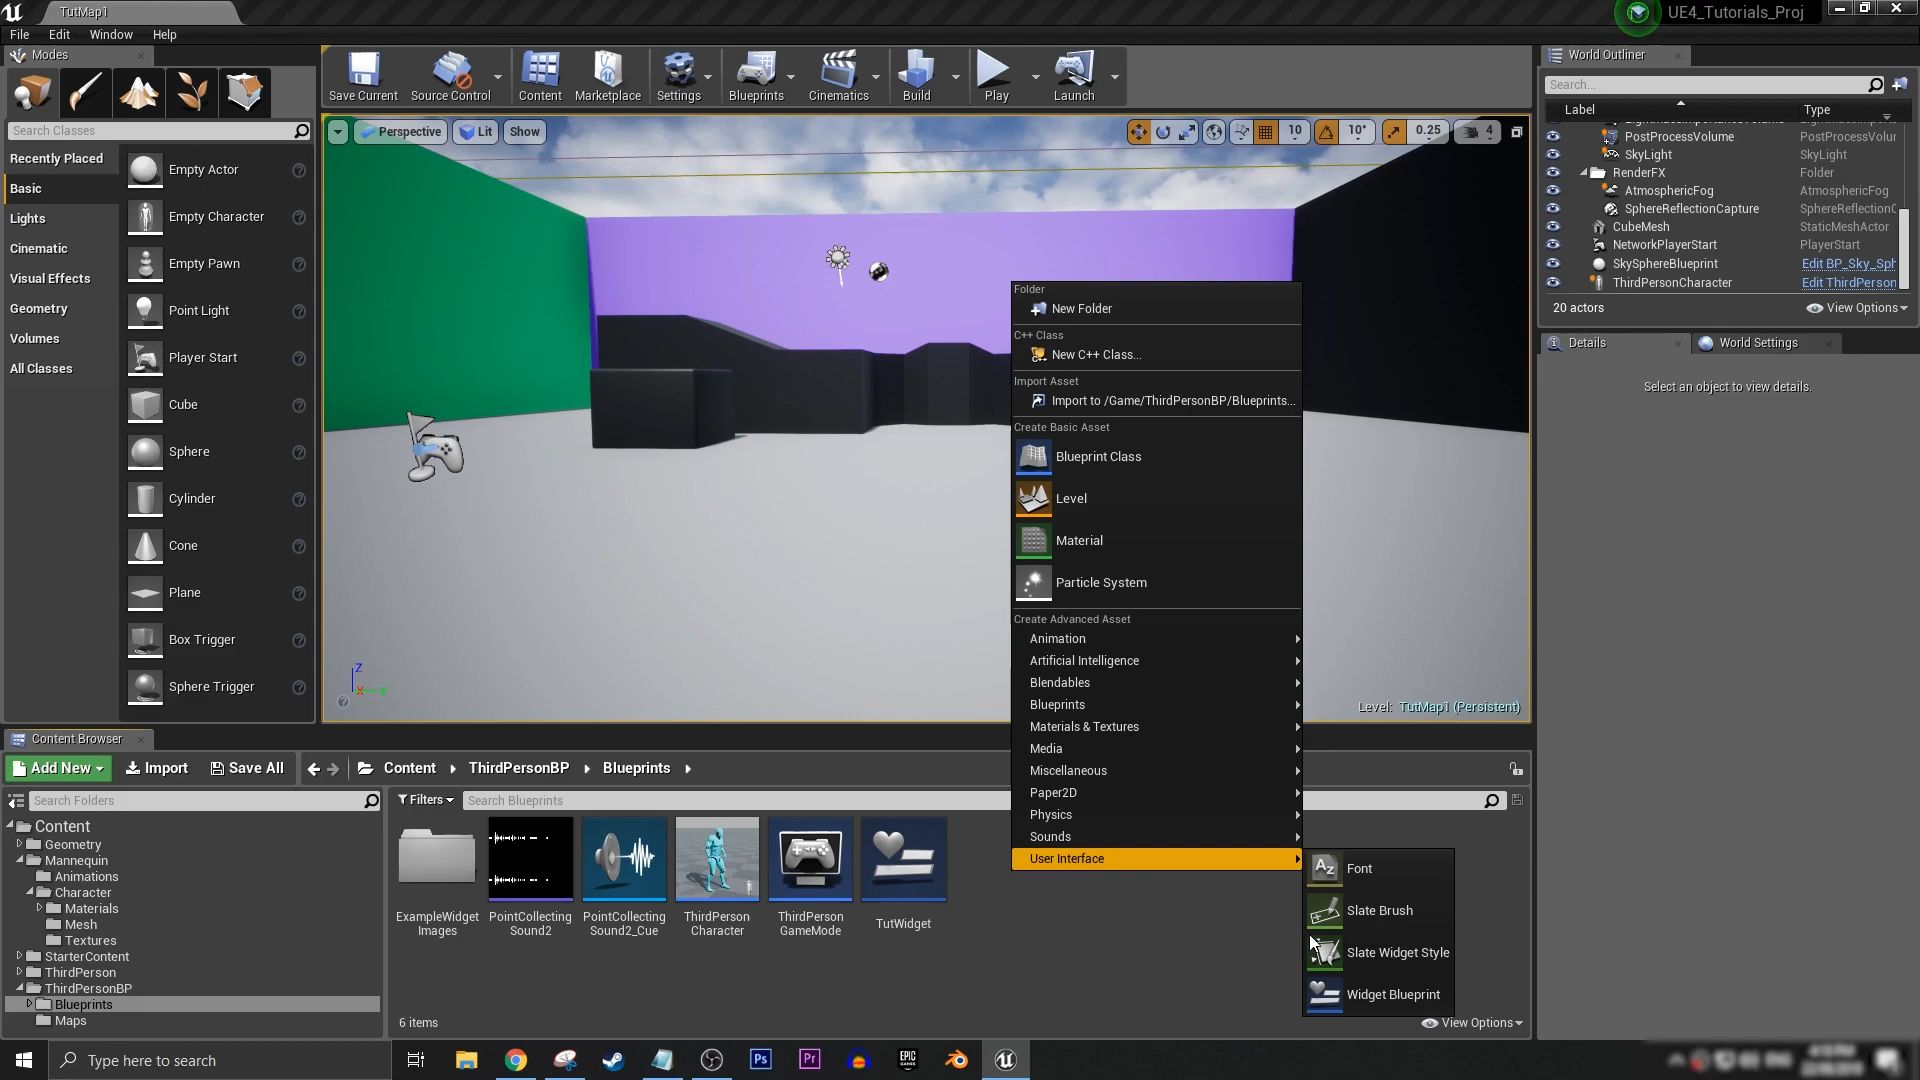 TutMap1
UE4_Tutorials_Proj
File Edit Window Help
Modes
Search Classes
Recently Placed
Basic
Lights
Cinematic
Visual Effects
Geometry
Volumes
All Classes
Empty Actor
Empty Character
Empty Pawn
Point Light
Player Start
Cube
Sphere
Cylinder
Cone
Plane
Box Trigger
Sphere Trigger
Save Current
Source Control
Content
Marketplace
Settings
Blueprints
Cinematics
Build
Play
Launch
Perspective
Lit
Show
10
10°
0.25
4
Z
X
Level: TutMap1 (Persistent)
Folder
New Folder
C++ Class
New C++ Class...
Import Asset
Import to /Game/ThirdPersonBP/Blueprints...
Create Basic Asset
Blueprint Class
Level
Material
Particle System
Create Advanced Asset
Animation
Artificial Intelligence
Blendables
Blueprints
Materials & Textures
Media
Miscellaneous
Paper2D
Physics
Sounds
User Interface
Font
Slate Brush
Slate Widget Style
Widget Blueprint
World Outliner
Search...
Label Type
PostProcessVolume PostProcessVolur
SkyLight SkyLight
RenderFX Folder
AtmosphericFog AtmosphericFog
SphereReflectionCapture SphereReflectionC
CubeMesh StaticMeshActor
NetworkPlayerStart PlayerStart
SkySphereBlueprint Edit BP_Sky_Sph
ThirdPersonCharacter Edit ThirdPerson
20 actors
View Options
Details
World Settings
Select an object to view details.
Content Browser
Add New
Import
Save All
Content
ThirdPersonBP
Blueprints
Search Folders
Filters
Search Blueprints
Content
Geometry
Mannequin
Animations
Character
Materials
Mesh
Textures
StarterContent
ThirdPerson
ThirdPersonBP
Blueprints
Maps
ExampleWidget
Images
PointCollecting
Sound2
PointCollecting
Sound2_Cue
ThirdPerson
Character
ThirdPerson
GameMode
TutWidget
6 items
View Options
Type here to search
Ps
Pr
EPIC
GAMES